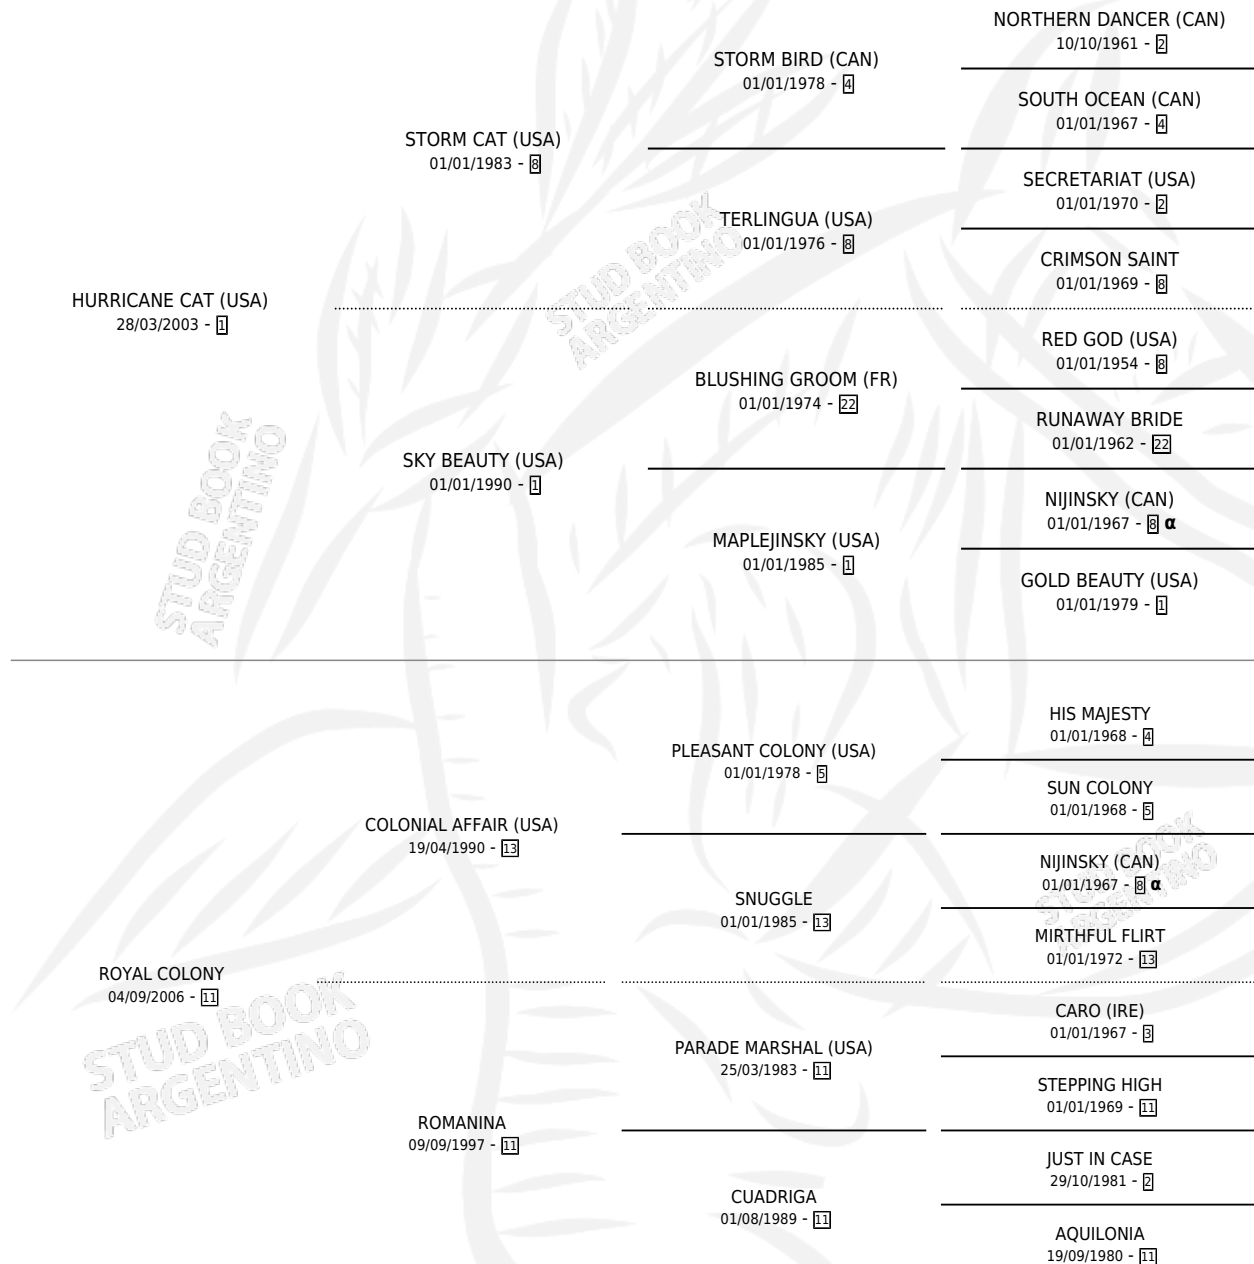 NORTHERN DANCER (CAN)
10/10/1961 - 2
STORM BIRD (CAN)
01/01/1978 - 4
SOUTH OCEAN (CAN)
01/01/1967 - 4
STORM CAT (USA)
01/01/1983 - 8
SECRETARIAT (USA)
01/01/1970 - 2
TERLINGUA (USA)
01/01/1976 - 8
CRIMSON SAINT
01/01/1969 - 8
HURRICANE CAT (USA)
28/03/2003 - 1
RED GOD (USA)
01/01/1954 - 8
BLUSHING GROOM (FR)
01/01/1974 - 22
RUNAWAY BRIDE
01/01/1962 - 22
SKY BEAUTY (USA)
01/01/1990 - 1
NIJINSKY (CAN)
01/01/1967 - 8 α
MAPLEJINSKY (USA)
01/01/1985 - 1
GOLD BEAUTY (USA)
01/01/1979 - 1
HIS MAJESTY
01/01/1968 - 4
PLEASANT COLONY (USA)
01/01/1978 - 5
SUN COLONY
01/01/1968 - 5
COLONIAL AFFAIR (USA)
19/04/1990 - 13
NIJINSKY (CAN)
01/01/1967 - 8 α
SNUGGLE
01/01/1985 - 13
MIRTHFUL FLIRT
01/01/1972 - 13
ROYAL COLONY
04/09/2006 - 11
CARO (IRE)
01/01/1967 - 3
PARADE MARSHAL (USA)
25/03/1983 - 11
STEPPING HIGH
01/01/1969 - 11
ROMANINA
09/09/1997 - 11
JUST IN CASE
29/10/1981 - 2
CUADRIGA
01/08/1989 - 11
AQUILONIA
19/09/1980 - 11
STUD BOOK
ARGENTINO
STUD BOOK
ARGENTINO
STUD BOOK
ARGENTINO
STUD BOOK
ARGENTINO